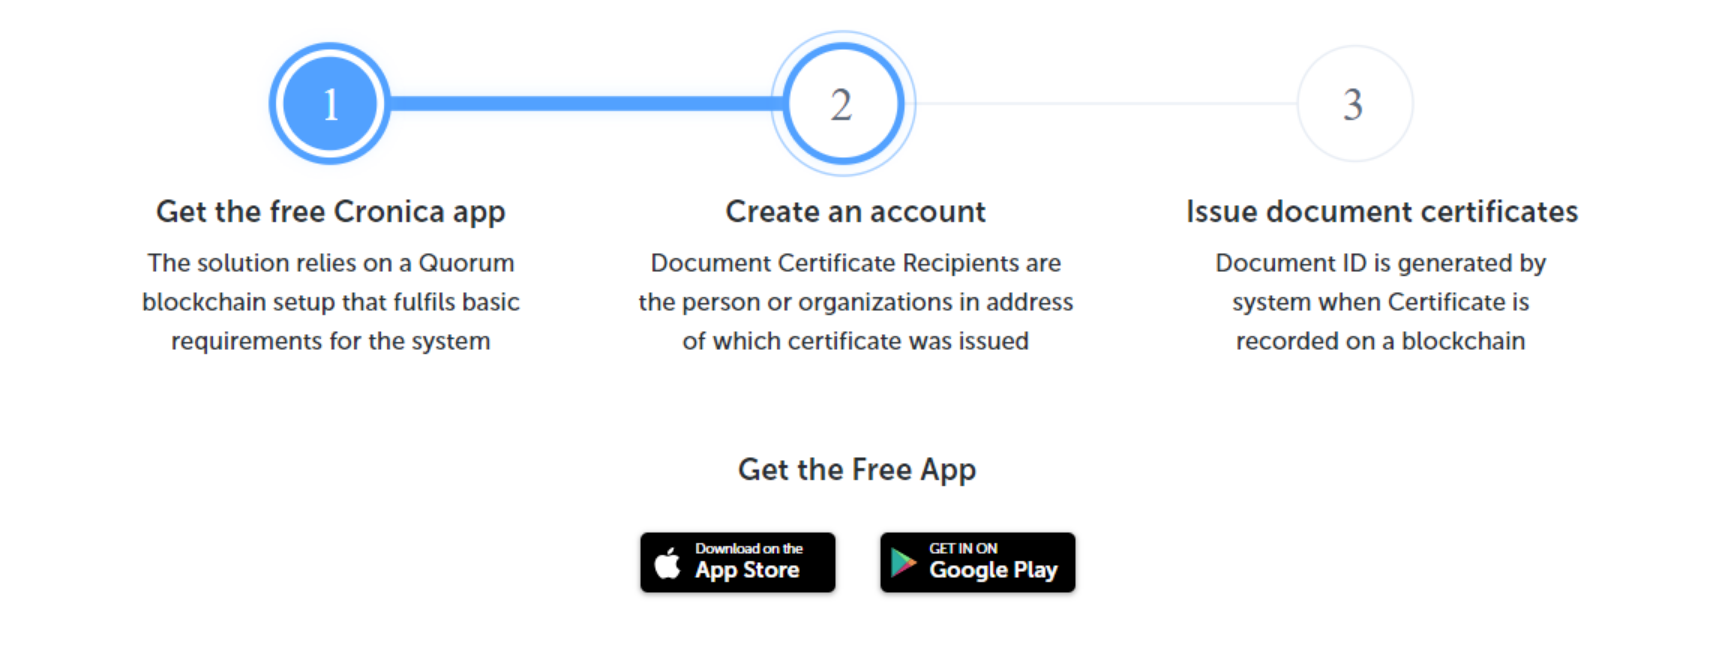 1
2
3
Get the free Cronica app
The solution relies on a Quorum
blockchain setup that fulfils basic
requirements for the system
Create an account
Document Certificate Recipients are
the person or organizations in address
of which certificate was issued
Issue document certificates
Document ID is generated by
system when Certificate is
recorded on a blockchain
Get the Free App
Download on the
App Store
GET IN ON
Google Play